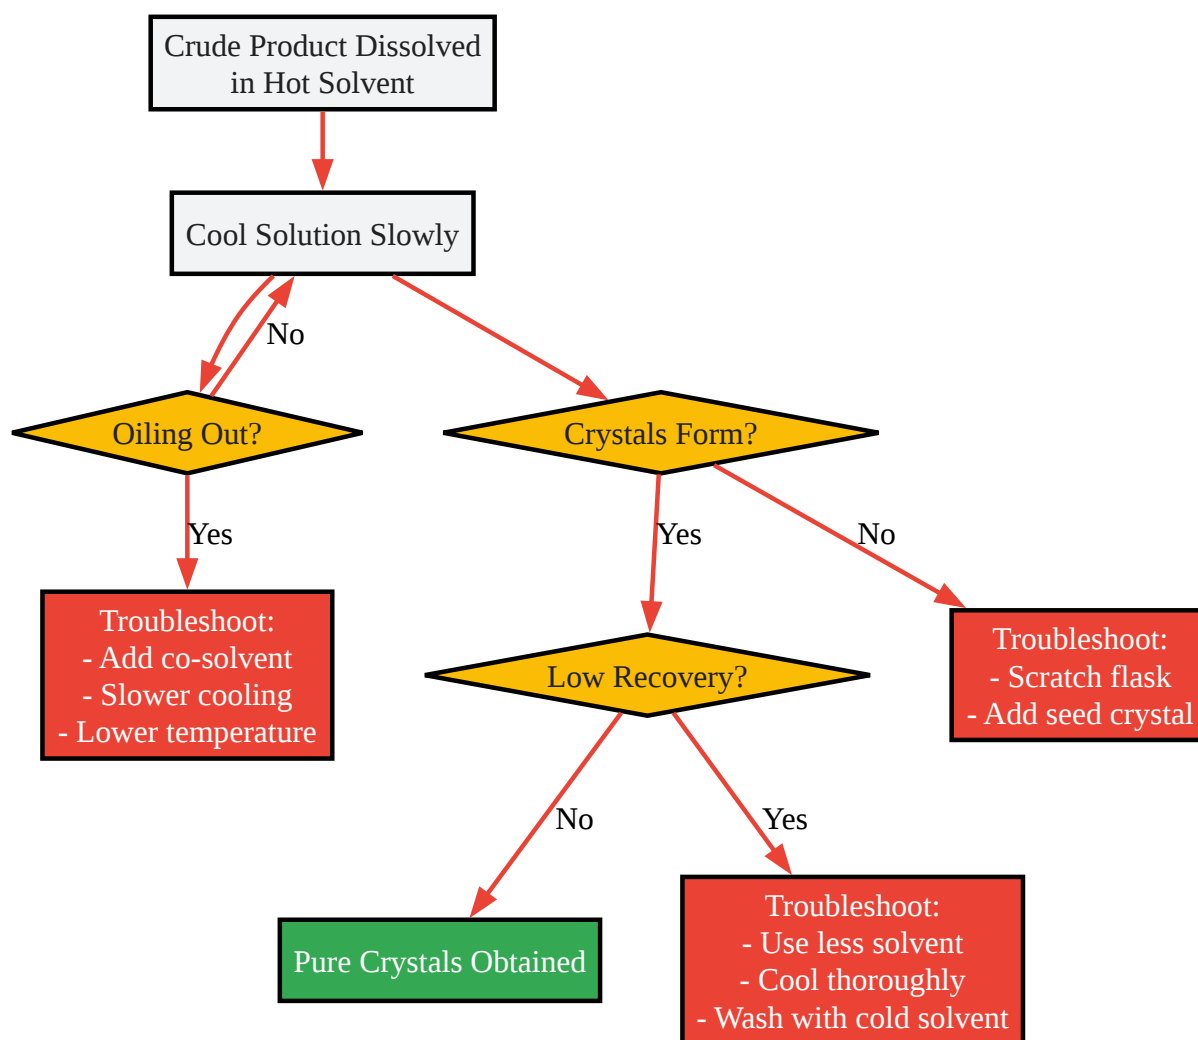 Crude Product Dissolved
in Hot Solvent
Cool Solution Slowly
No
Oiling Out?
Crystals Form?
Yes
Yes
No
Troubleshoot:
- Add co-solvent
- Slower cooling
- Lower temperature
Troubleshoot:
- Scratch flask
- Add seed crystal
Low Recovery?
No
Yes
Pure Crystals Obtained
Troubleshoot:
- Use less solvent
- Cool thoroughly
- Wash with cold solvent